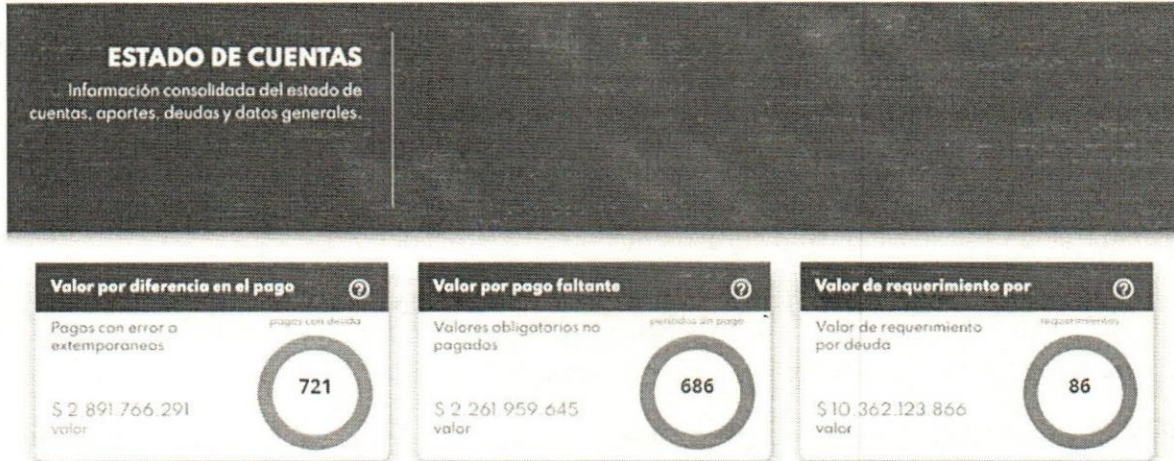 ESTADO DE CUENTAS
Información consolidada del estado de
cuentas, aportes, deudas y datos generales.
Valor por diferencia en el pago
Pagos con error o
extemporaneos
pagos con deuda
721
$ 2.891.766.291
valor
Valor por pago faltante
Valores obligatorios no
pagados
periodos sin pago
686
$ 2.261.959.645
valor
Valor de requerimiento por
Valor de requerimiento
por deuda
requerimientos
86
$ 10.362.123.866
valor